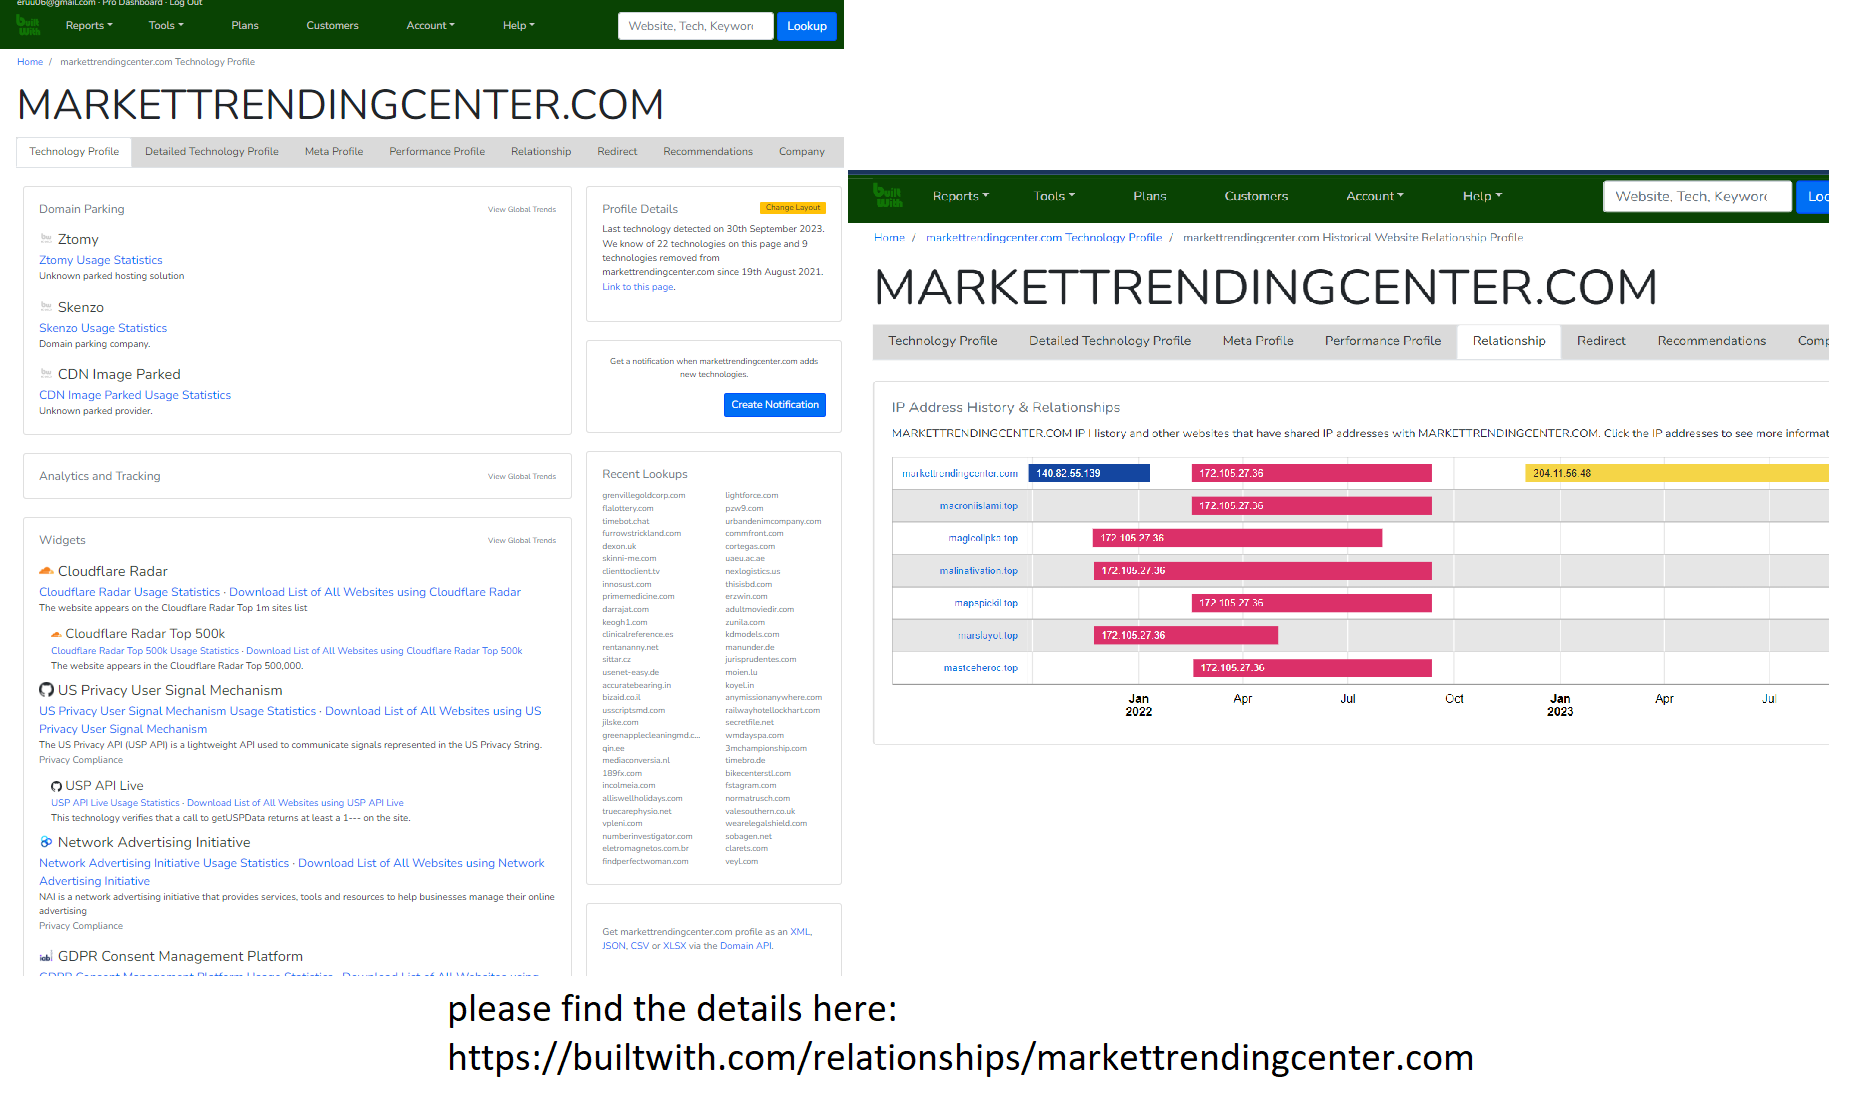 eruu06@gmail.com · Pro Dashboard · Log Out
built With
Reports Tools Plans Customers Account Help Website, Tech, Keyword Lookup
Home / markettrendingcenter.com Technology Profile
MARKETTRENDINGCENTER.COM
Technology Profile Detailed Technology Profile Meta Profile Performance Profile Relationship Redirect Recommendations Company
Domain Parking View Global Trends
Ztomy
Ztomy Usage Statistics
Unknown parked hosting solution
Skenzo
Skenzo Usage Statistics
Domain parking company.
CDN Image Parked
CDN Image Parked Usage Statistics
Unknown parked provider.
Analytics and Tracking View Global Trends
Widgets View Global Trends
Cloudflare Radar
Cloudflare Radar Usage Statistics · Download List of All Websites using Cloudflare Radar
The website appears on the Cloudflare Radar Top 1m sites list
Cloudflare Radar Top 500k
Cloudflare Radar Top 500k Usage Statistics · Download List of All Websites using Cloudflare Radar Top 500k
The website appears in the Cloudflare Radar Top 500,000.
US Privacy User Signal Mechanism
US Privacy User Signal Mechanism Usage Statistics · Download List of All Websites using US
Privacy User Signal Mechanism
The US Privacy API (USP API) is a lightweight API used to communicate signals represented in the US Privacy String.
Privacy Compliance
USP API Live
USP API Live Usage Statistics · Download List of All Websites using USP API Live
This technology verifies that a call to getUSPData returns at least a 1--- on the site.
Network Advertising Initiative
Network Advertising Initiative Usage Statistics · Download List of All Websites using Network
Advertising Initiative
NAI is a network advertising initiative that provides services, tools and resources to help businesses manage their online
advertising
Privacy Compliance
GDPR Consent Management Platform
GDPR Consent Management Platform Usage Statistics · Download List of All Websites using
Profile Details Change Layout
Last technology detected on 30th September 2023.
We know of 22 technologies on this page and 9
technologies removed from
markettrendingcenter.com since 19th August 2021.
Link to this page.
Get a notification when markettrendingcenter.com adds
new technologies.
Create Notification
Recent Lookups
grenvillegoldcorp.com lightforce.com
flalottery.com pzw9.com
timebot.chat urbandenimcompany.com
furrowstrickland.com commfront.com
dexon.uk cortegas.com
skinni-me.com uaeu.ac.ae
clienttoclient.tv nexlogistics.us
innosust.com thisisbd.com
primemedicine.com erzwin.com
darrajat.com adultmoviedir.com
keogh1.com zunila.com
clinicalreference.es kdmodels.com
rentananny.net manunder.de
sittar.cz jurisprudentes.com
usenet-easy.de moien.lu
accuratebearing.in koyel.in
bizaid.co.il anymissionanywhere.com
usscriptsmd.com railwayhotellockhart.com
jilske.com secretfile.net
greenapplecleaningmd.c... wmdayspa.com
qin.ee 3mchampionship.com
mediaconversia.nl timebro.de
189fx.com bikecenterstl.com
incolmeia.com fstagram.com
alliswellholidays.com normatrusch.com
truecarephysio.net valesouthern.co.uk
vpleni.com wearelegalshield.com
numberinvestigator.com sobagen.net
eletromagnetos.com.br clarets.com
findperfectwoman.com veyl.com
Get markettrendingcenter.com profile as an XML,
JSON, CSV or XLSX via the Domain API.
built With
Reports Tools Plans Customers Account Help Website, Tech, Keyword Loo
Home / markettrendingcenter.com Technology Profile / markettrendingcenter.com Historical Website Relationship Profile
MARKETTRENDINGCENTER.COM
Technology Profile Detailed Technology Profile Meta Profile Performance Profile Relationship Redirect Recommendations Comp
IP Address History & Relationships
MARKETTRENDINGCENTER.COM IP History and other websites that have shared IP addresses with MARKETTRENDINGCENTER.COM. Click the IP addresses to see more informat
markettrendingcenter.com 140.82.55.139 172.105.27.36 204.11.56.48
macroniislami.top 172.105.27.36
magicolipka.top 172.105.27.36
malinativation.top 172.105.27.36
mapspickil.top 172.105.27.36
marslayot.top 172.105.27.36
mastceheroc.top 172.105.27.36
Jan 2022 Apr Jul Oct Jan 2023 Apr Jul
please find the details here:
https://builtwith.com/relationships/markettrendingcenter.com